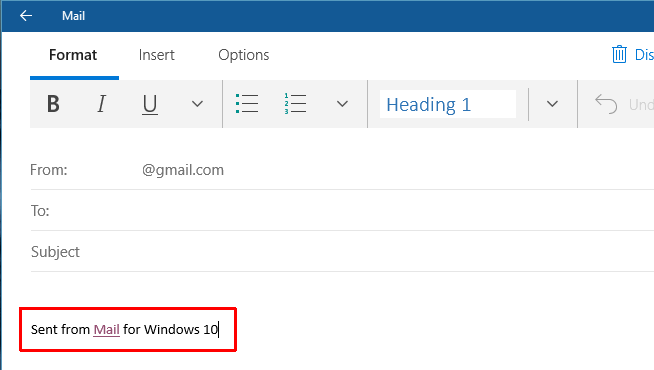 Mail
Format Insert Options Dis
B I U Heading 1 Und
From: @gmail.com
To:
Subject
Sent from Mail for Windows 10